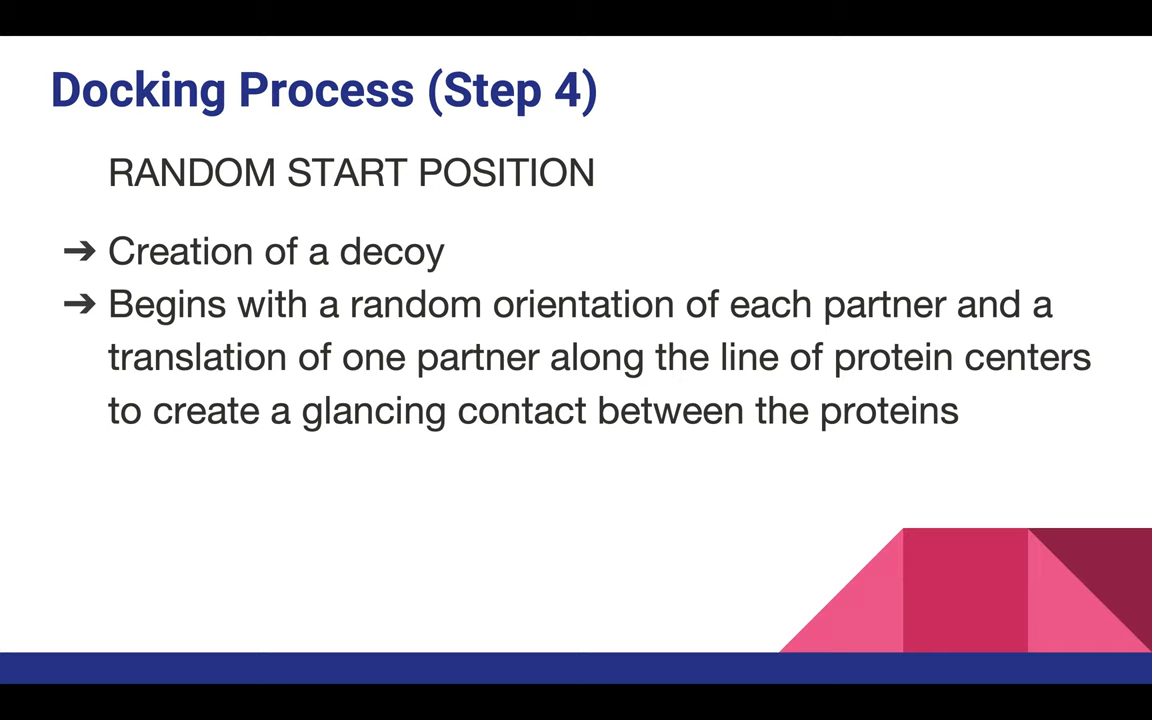 Docking Process (Step 4)
RANDOM START POSITION
➔ Creation of a decoy
➔ Begins with a random orientation of each partner and a
translation of one partner along the line of protein centers
to create a glancing contact between the proteins